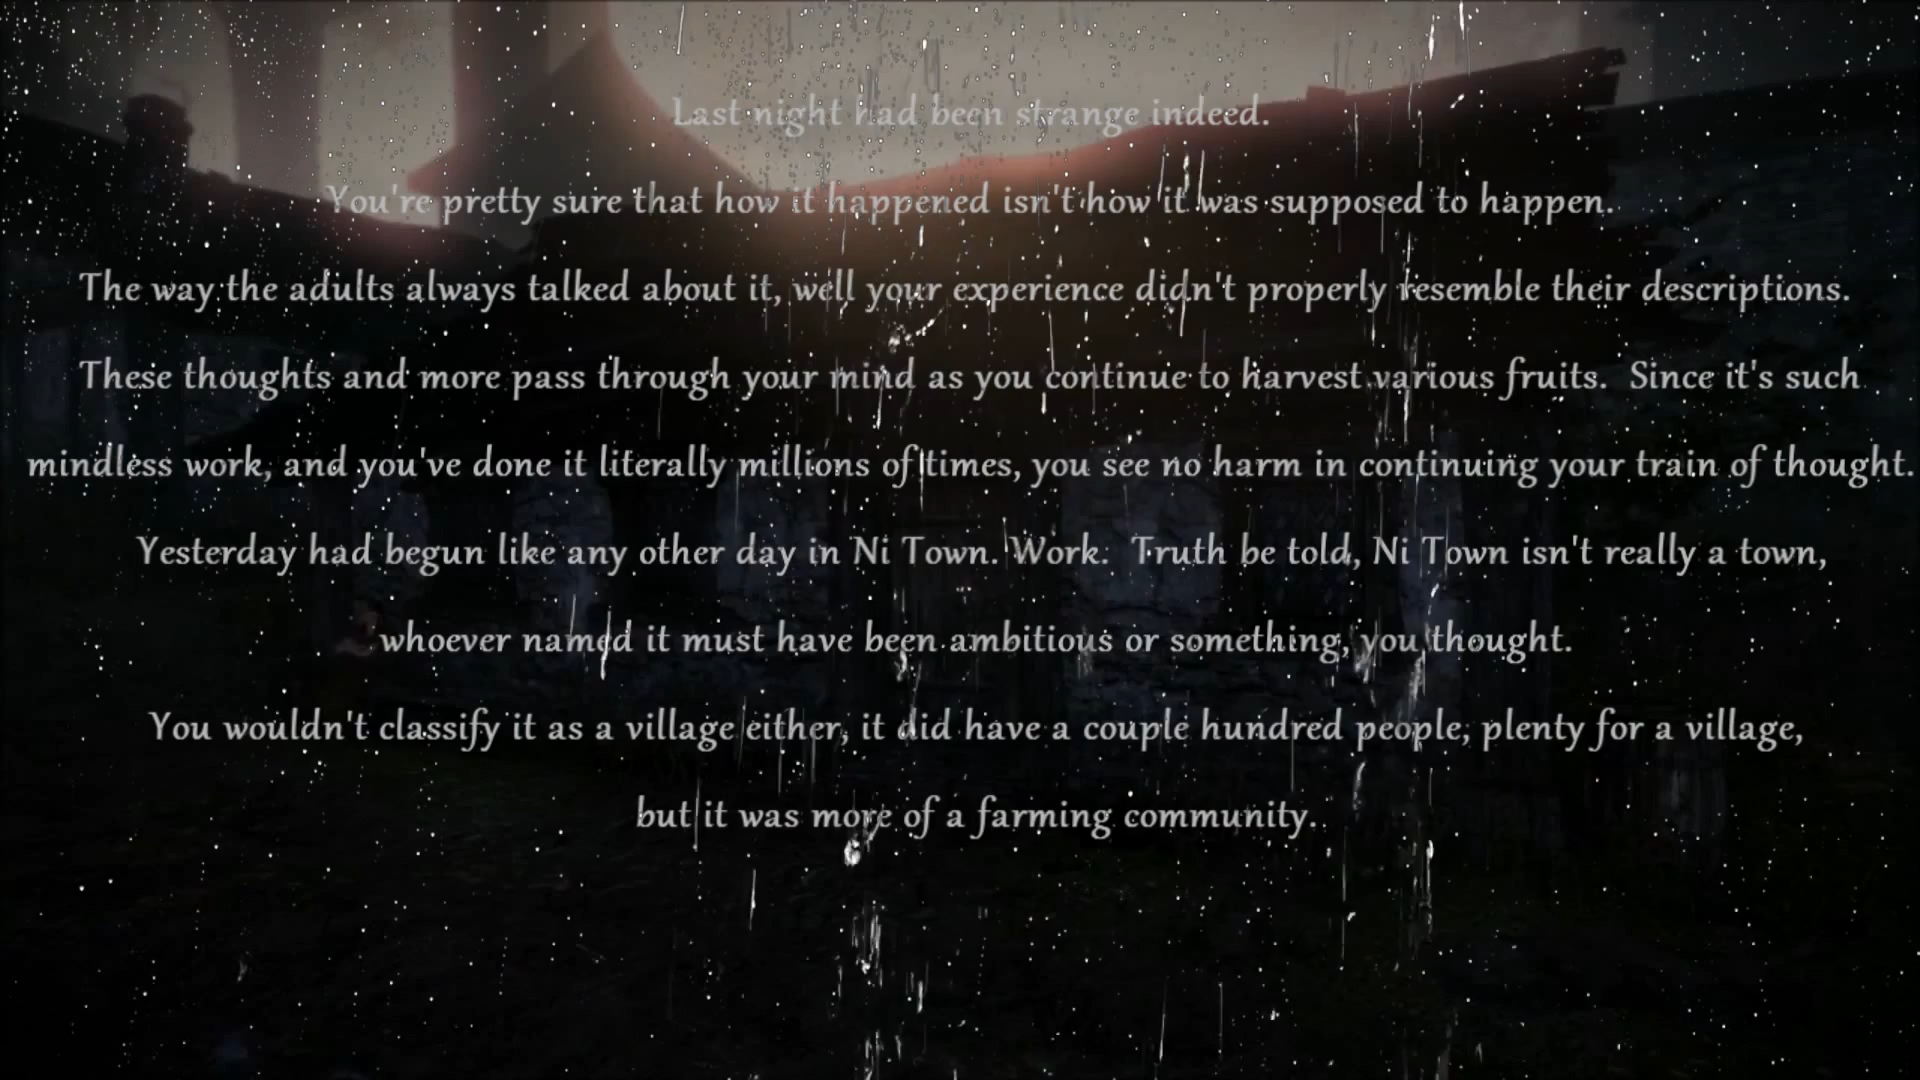 Last night had been strange indeed.
You're pretty sure that how it happened isn't how it was supposed to happen.
The way the adults always talked about it, well your experience didn't properly resemble their descriptions.
These thoughts and more pass through your mind as you continue to harvest various fruits.  Since it's such
mindless work, and you've done it literally millions of times, you see no harm in continuing your train of thought.
Yesterday had begun like any other day in Ni Town. Work.  Truth be told, Ni Town isn't really a town,
whoever named it must have been ambitious or something, you thought.
You wouldn't classify it as a village either, it did have a couple hundred people, plenty for a village,
but it was more of a farming community.